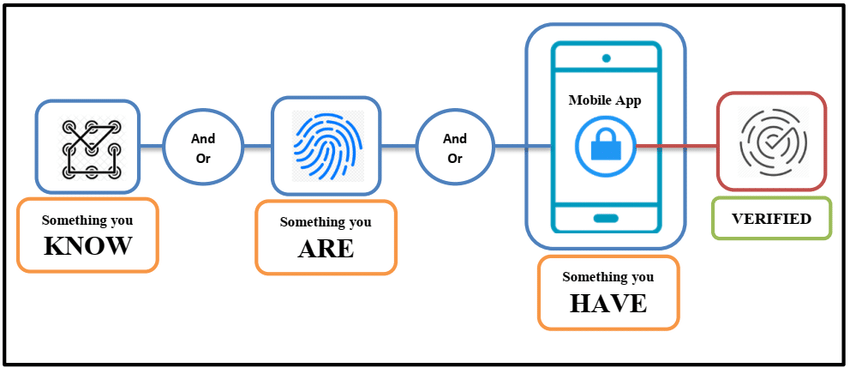 And
Or
And
Or
Mobile App
Something you
KNOW
Something you
ARE
Something you
HAVE
VERIFIED